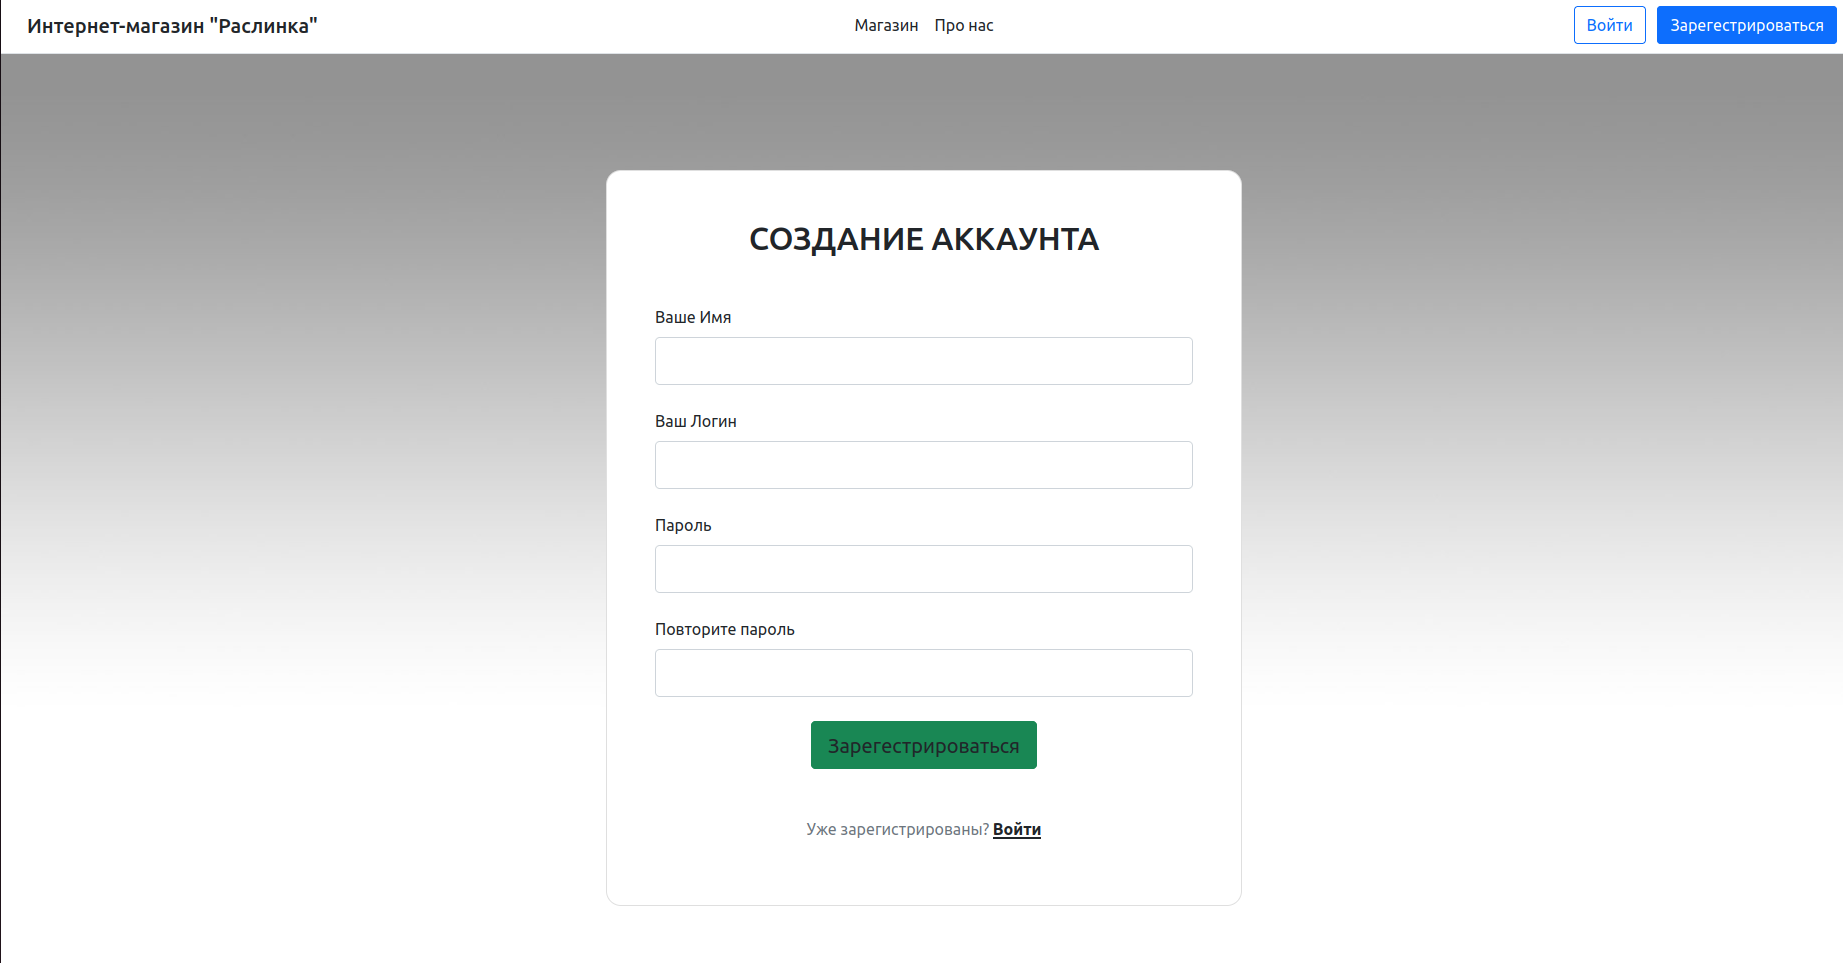 Интернет-магазин "Раслинка"
Магазин Про нас
Войти Зарегестрироваться
СОЗДАНИЕ АККАУНТА
Ваше Имя
Ваш Логин
Пароль
Повторите пароль
Зарегестрироваться
Уже зарегистрированы? Войти